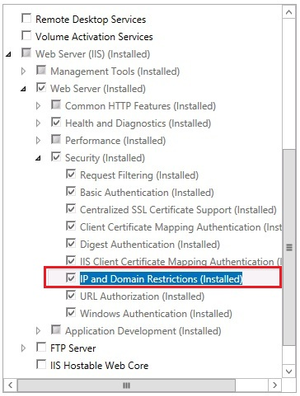 Remote Desktop Services
Volume Activation Services
Web Server (IIS) (Installed)
Management Tools (Installed)
Web Server (Installed)
Common HTTP Features (Installed)
Health and Diagnostics (Installed)
Performance (Installed)
Security (Installed)
Request Filtering (Installed)
Basic Authentication (Installed)
Centralized SSL Certificate Support (Installed)
Client Certificate Mapping Authentication (Ins
Digest Authentication (Installed)
IIS Client Certificate Mapping Authentication (I
IP and Domain Restrictions (Installed)
URL Authorization (Installed)
Windows Authentication (Installed)
Application Development (Installed)
FTP Server
IIS Hostable Web Core